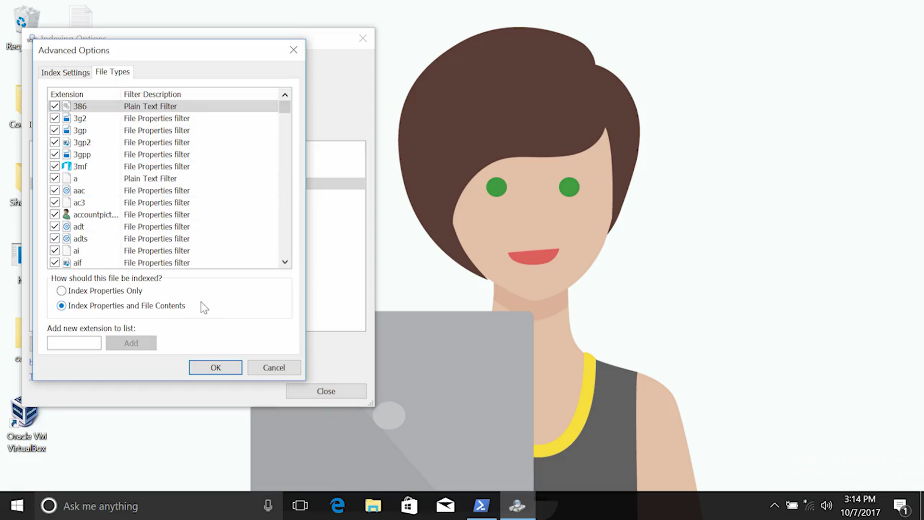 Indexing Options
Advanced Options
Index Settings
File Types
Extension Filter Description
386 Plain Text Filter
3g2 File Properties filter
3gp File Properties filter
3gp2 File Properties filter
3gpp File Properties filter
3mf File Properties filter
a Plain Text Filter
aac File Properties filter
ac3 File Properties filter
accountpict... File Properties filter
adt File Properties filter
adts File Properties filter
ai File Properties filter
aif File Properties filter
How should this file be indexed?
Index Properties Only
Index Properties and File Contents
Add new extension to list:
Add
OK Cancel
Close
Oracle VM
VirtualBox
Ask me anything
3:14 PM
10/7/2017
1